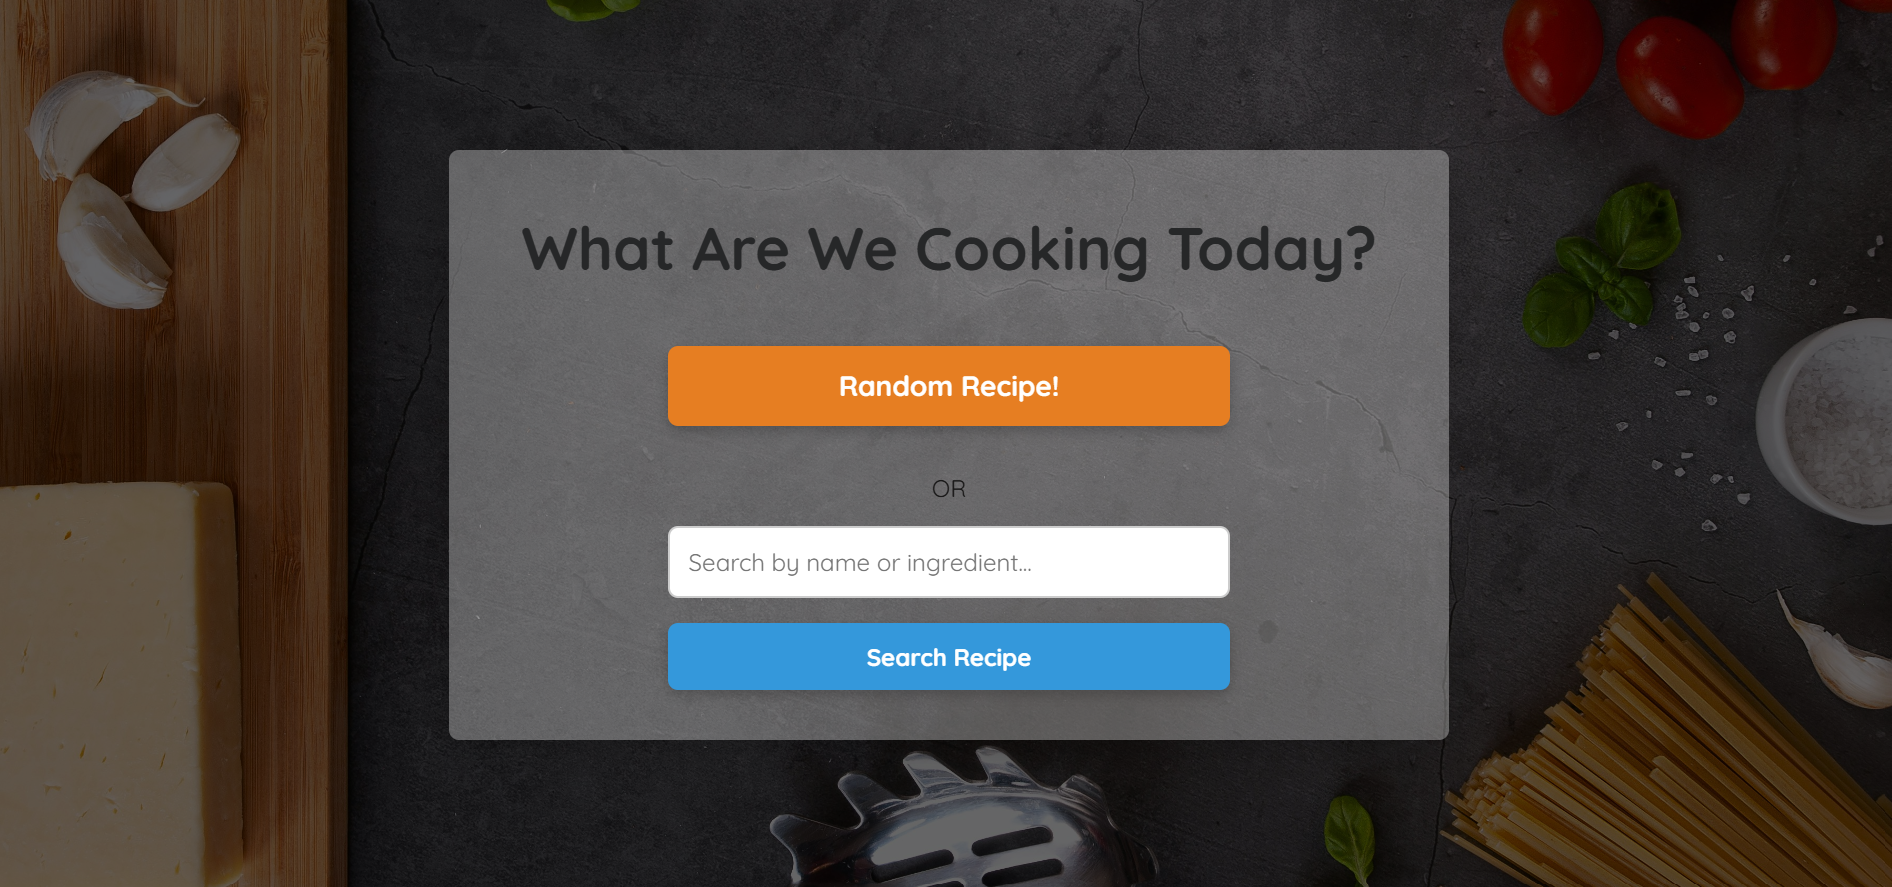 What Are We Cooking Today?
Random Recipe!
OR
Search by name or ingredient...
Search Recipe